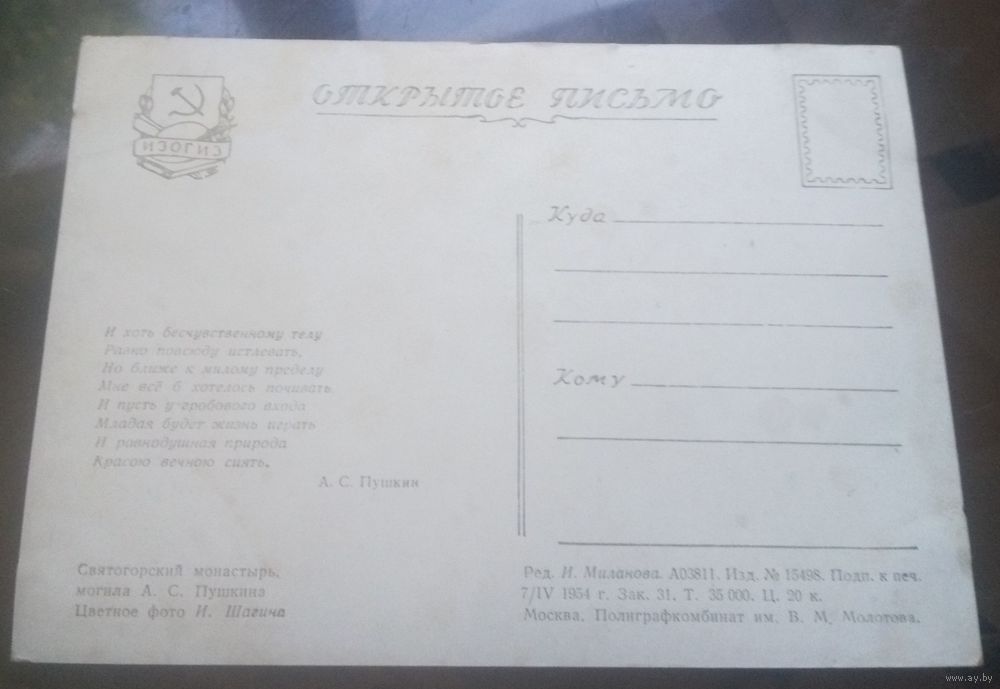 ОТКРЫТОЕ ПИСЬМО
ИЗОГИЗ
Куда
Кому
И хоть бесчувственному телу
Равно повсюду истлевать,
Но ближе к милому пределу
Мне всё б хотелось почивать
И пусть у гробового входа
Младая будет жизнь играть
И равнодушная природа
Красою вечною сиять.
А. С. Пушкин
Святогорский монастырь,
могила А. С. Пушкина
Цветное фото И. Шагина
Ред. И. Миланова. А03811. Изд. № 15498. Подп. к печ.
7/IV 1954 г. Зак. 31. Т. 35 000. Ц. 20 к.
Москва. Полиграфкомбинат им. В. М. Молотова.
www.ay.by